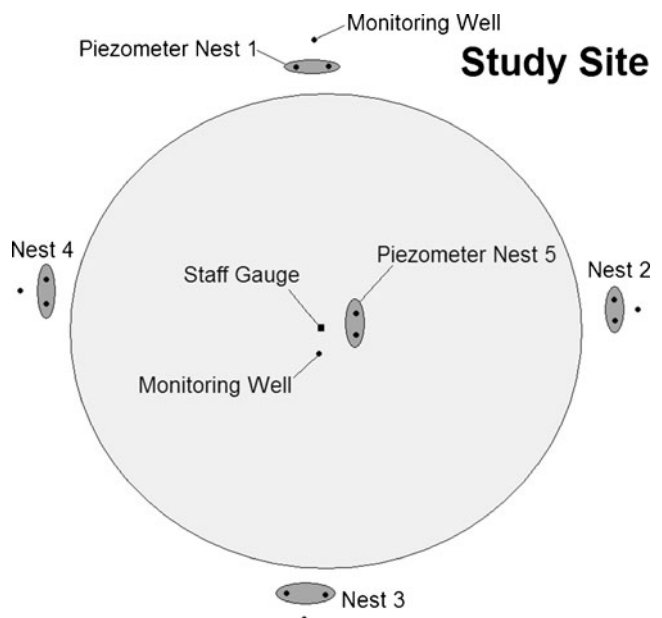 Monitoring Well
Piezometer Nest 1
Study Site
Nest 4
Piezometer Nest 5
Staff Gauge
Nest 2
Monitoring Well
Nest 3